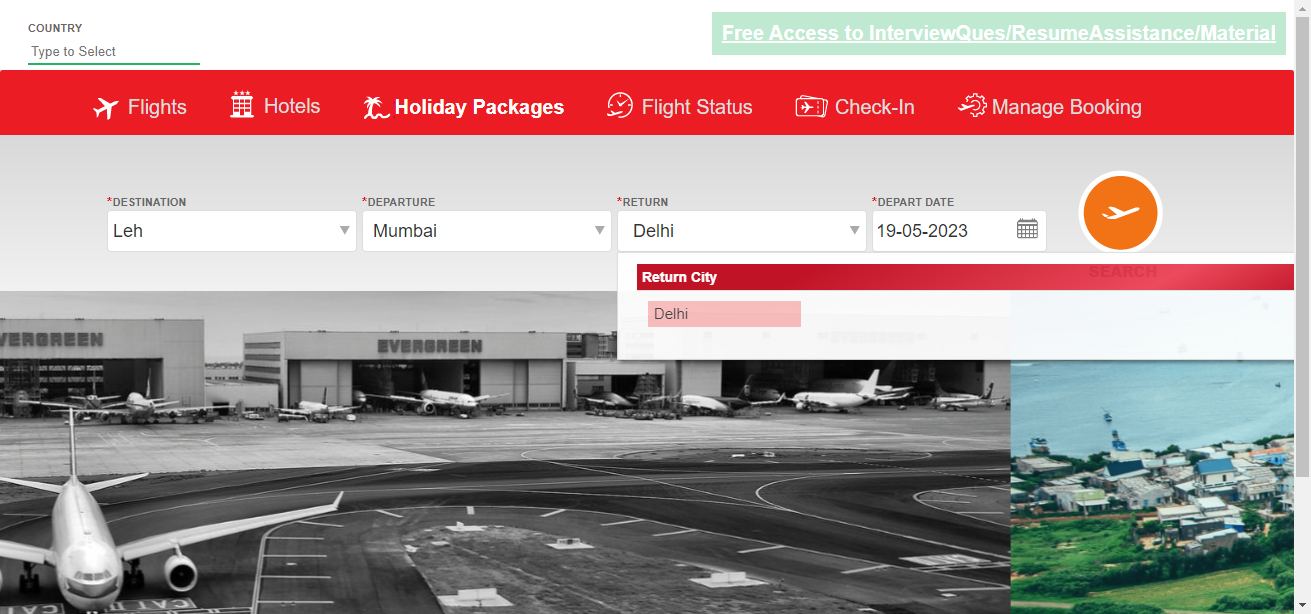 COUNTRY
Type to Select
Free Access to InterviewQues/ResumeAssistance/Material
Flights
Hotels
Holiday Packages
Flight Status
Check-In
Manage Booking
*DESTINATION
*DEPARTURE
*RETURN
*DEPART DATE
Leh
Mumbai
Delhi
19-05-2023
SEARCH
Return City
Delhi
VERGREEN
EVERGREEN